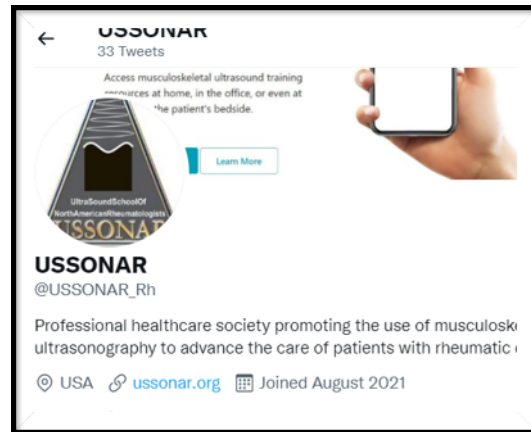 USSONAR
33 Tweets
Access musculoskeletal ultrasound training
resources at home, in the office, or even at
the patient's bedside.
Learn More
UltraSoundSchoolOf
NorthAmericanRheumatologists
USSONAR
USSONAR
@USSONAR_Rh
Professional healthcare society promoting the use of musculoske
ultrasonography to advance the care of patients with rheumatic
USA ussonar.org Joined August 2021